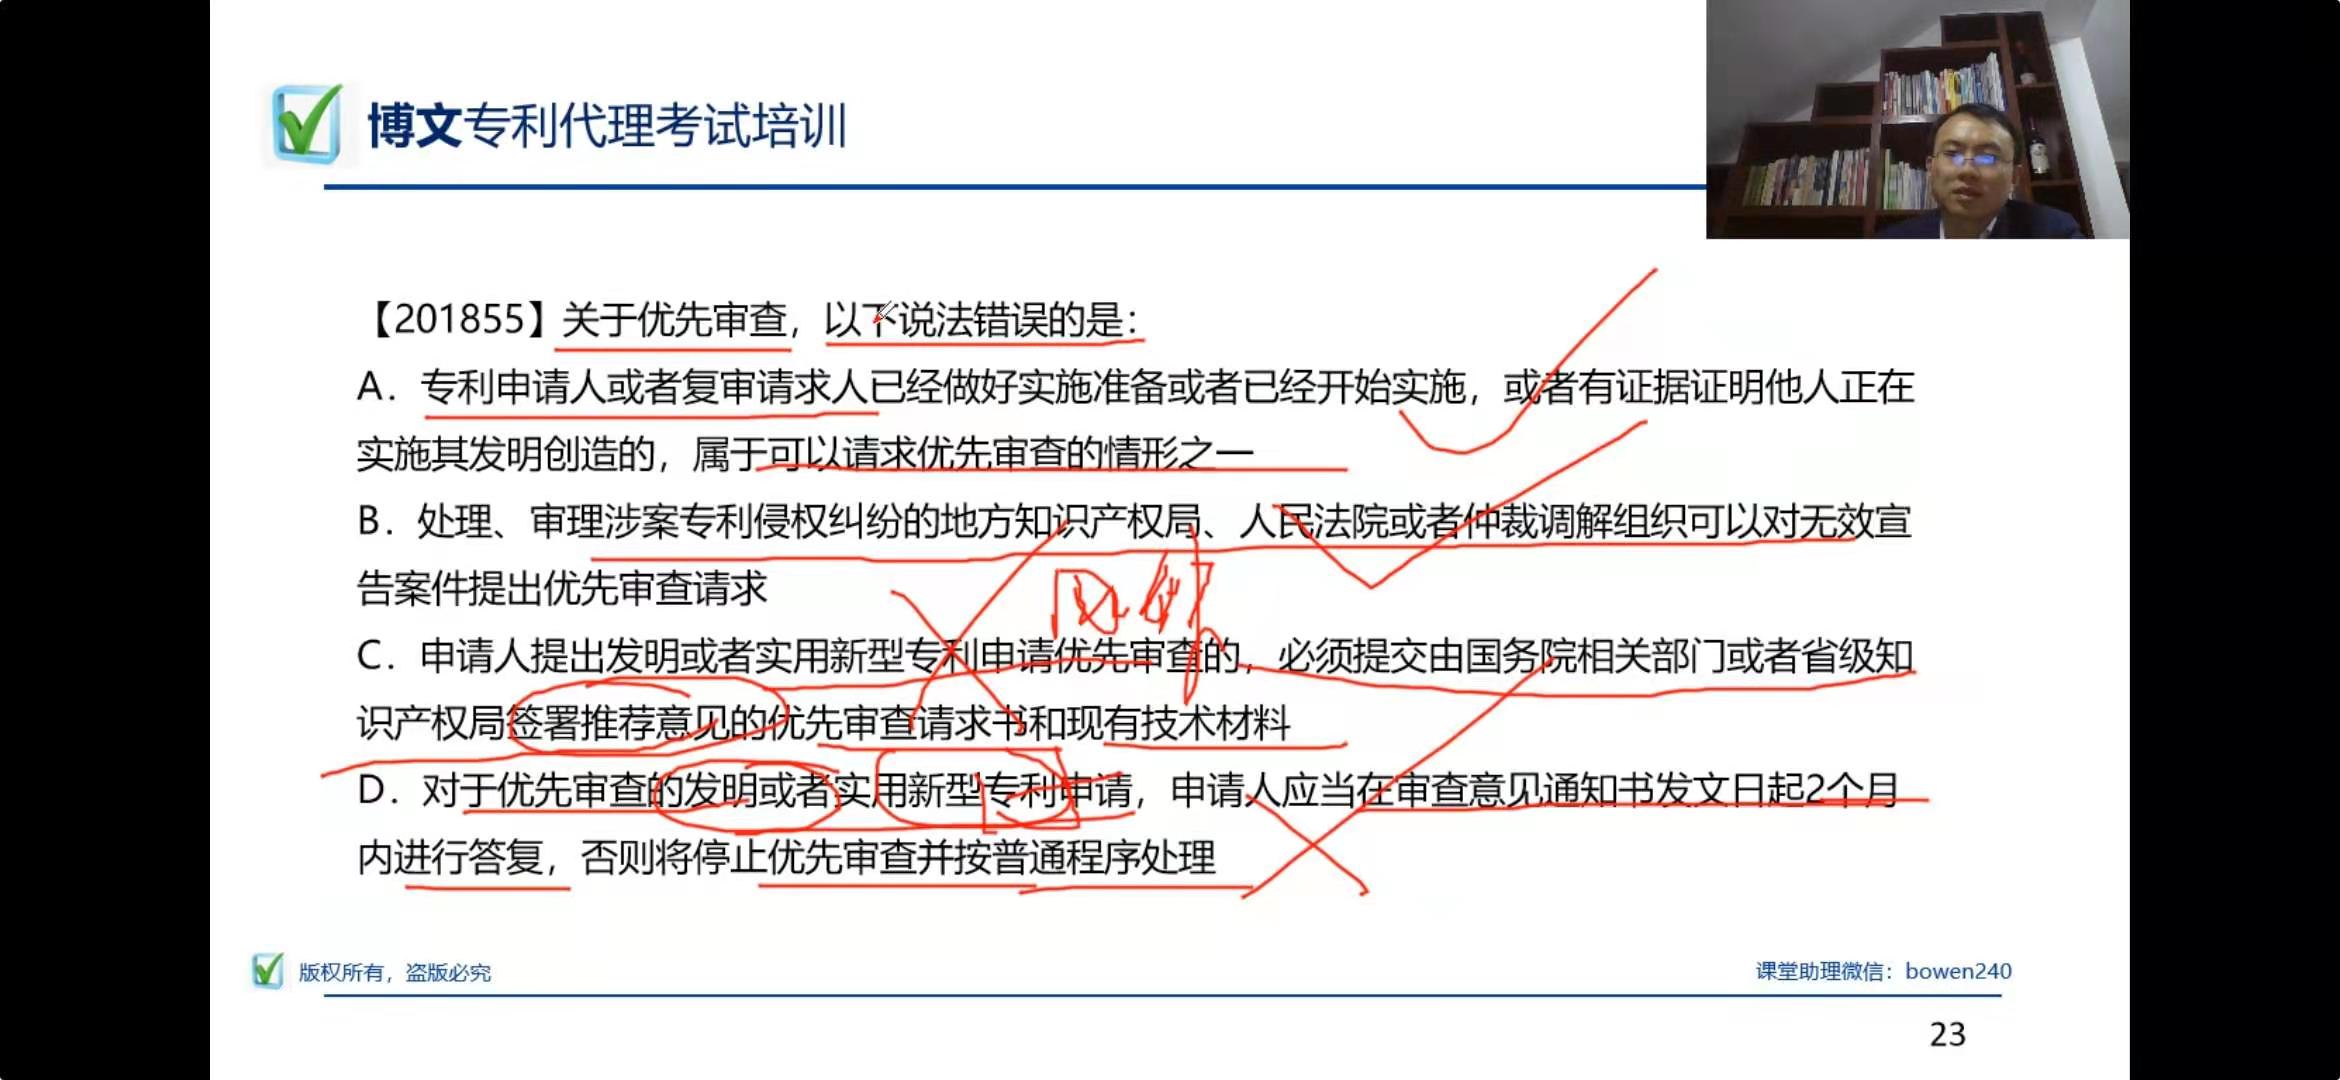 博文专利代理考试培训
【201855】关于优先审查，以下说法错误的是：
A．专利申请人或者复审请求人已经做好实施准备或者已经开始实施，或者有证据证明他人正在
实施其发明创造的，属于可以请求优先审查的情形之一
B．处理、审理涉案专利侵权纠纷的地方知识产权局、人民法院或者仲裁调解组织可以对无效宣
告案件提出优先审查请求
C．申请人提出发明或者实用新型专利申请优先审查的，必须提交由国务院相关部门或者省级知
识产权局签署推荐意见的优先审查请求书和现有技术材料
D．对于优先审查的发明或者实用新型专利申请，申请人应当在审查意见通知书发文日起2个月
内进行答复，否则将停止优先审查并按普通程序处理
版权所有，盗版必究
课堂助理微信：bowen240
23